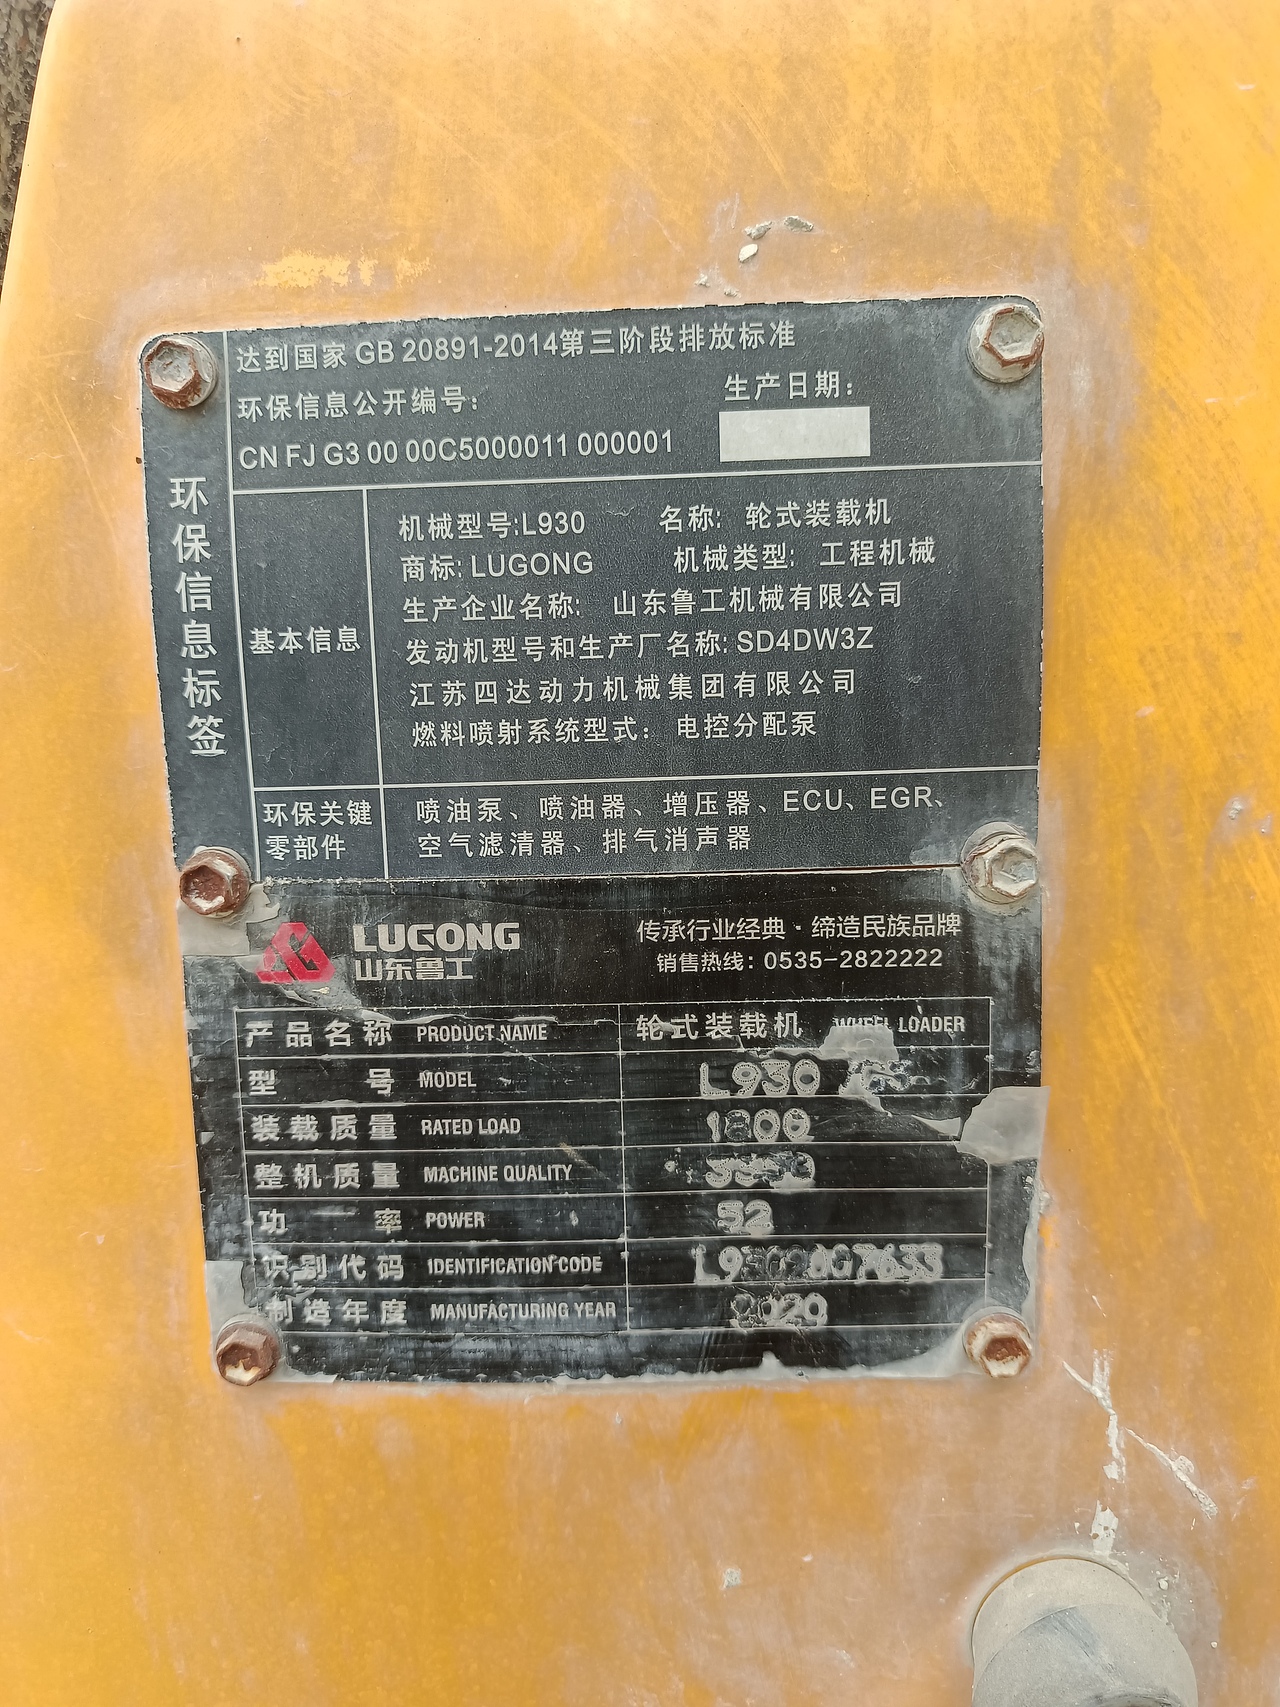 达到国家 GB 20891-2014第三阶段排放标准
环保信息公开编号:
生产日期:
CN FJ G3 00 00C5000011 000001
环保信息标签
基本信息
机械型号:L930 名称: 轮式装载机
商标: LUGONG 机械类型: 工程机械
生产企业名称: 山东鲁工机械有限公司
发动机型号和生产厂名称: SD4DW3Z
江苏四达动力机械集团有限公司
燃料喷射系统型式: 电控分配泵
环保关键零部件
喷油泵、喷油器、增压器、ECU、EGR、
空气滤清器、排气消声器
LUGONG
山东鲁工
传承行业经典·缔造民族品牌
销售热线: 0535-2822222
产品名称 PRODUCT NAME 轮式装载机 WHEEL LOADER
型号 MODEL L930
装载质量 RATED LOAD 1800
整机质量 MACHINE QUALITY
功率 POWER 52
识别代码 IDENTIFICATION CODE
制造年度 MANUFACTURING YEAR 2020